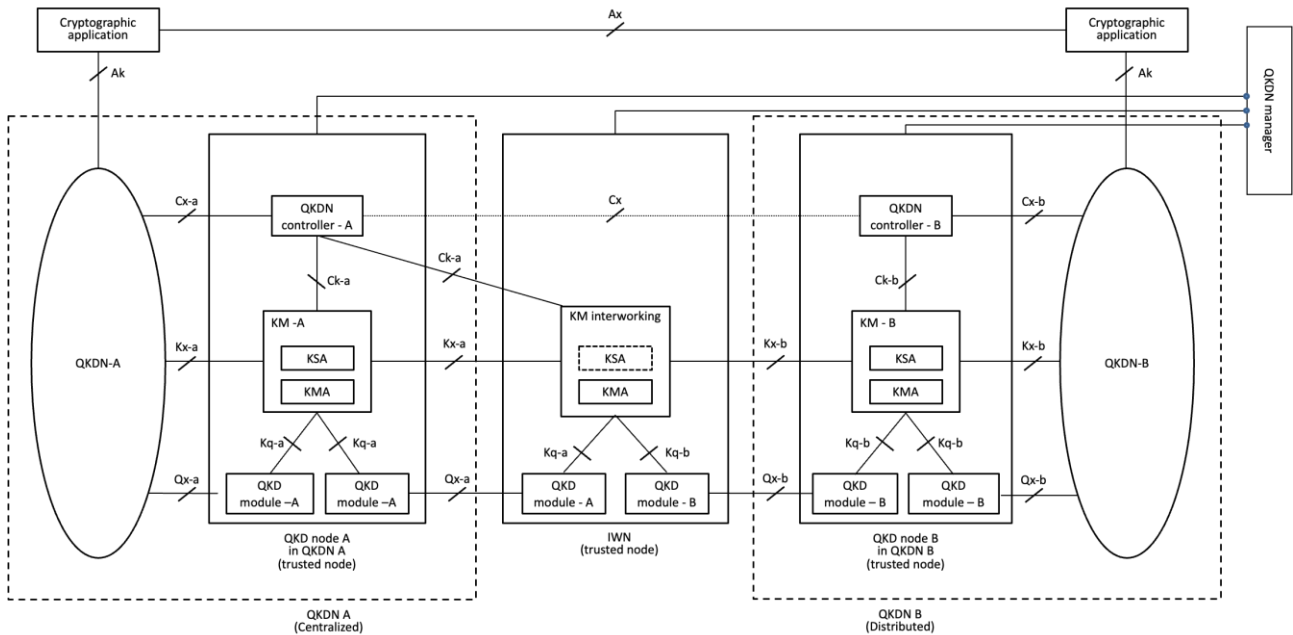 Cryptographic
application
Ax
Cryptographic
application
Ak
Ak
QKDN manager
Cx-a
QKDN
controller - A
Cx
QKDN
controller - B
Cx-b
Ck-a
Ck-a
Ck-b
KM -A
KM interworking
KM - B
QKDN-A
Kx-a
KSA
Kx-a
KSA
Kx-b
KSA
Kx-b
QKDN-B
KMA
KMA
KMA
Kq-a
Kq-a
Kq-a
Kq-b
Kq-b
Kq-b
Qx-a
QKD
module –A
QKD
module –A
Qx-a
QKD
module - A
QKD
module - B
Qx-b
QKD
module – B
QKD
module – B
Qx-b
QKD node A
in QKDN A
(trusted node)
IWN
(trusted node)
QKD node B
in QKDN B
(trusted node)
QKDN A
(Centralized)
QKDN B
(Distributed)